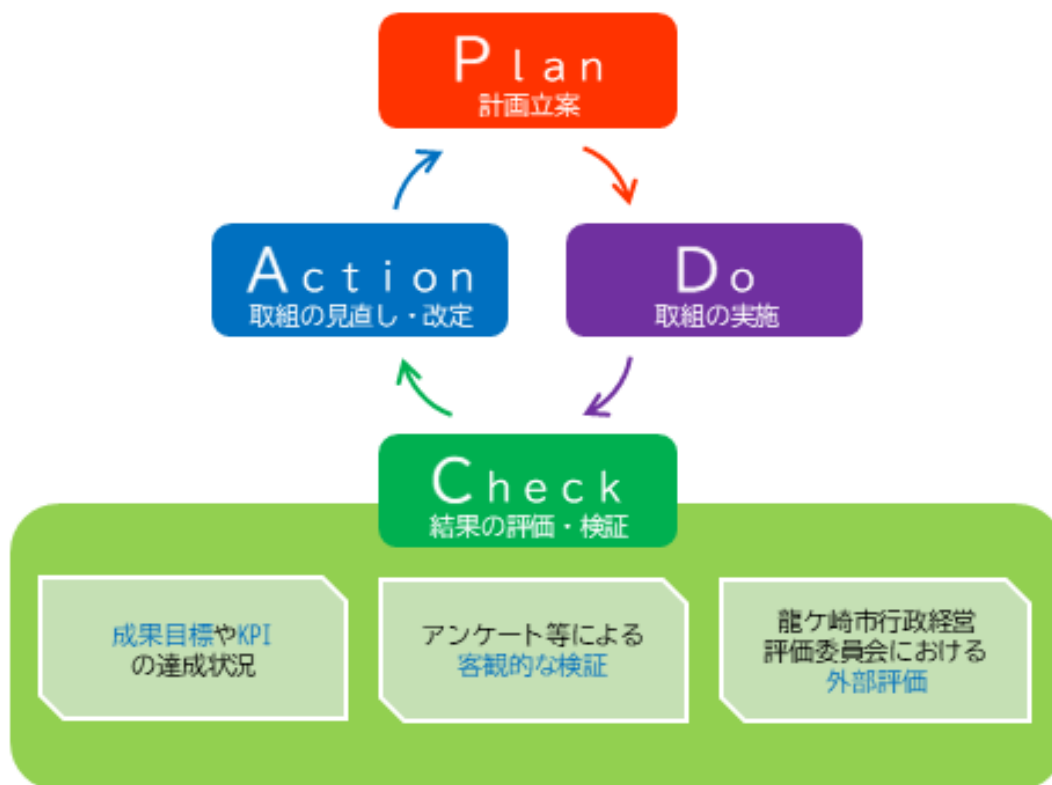 Plan
計画立案
Action
取組の見直し・改定
Do
取組の実施
Check
結果の評価・検証
成果目標やKPI
の達成状況
アンケート等による
客観的な検証
龍ケ崎市行政経営
評価委員会における
外部評価